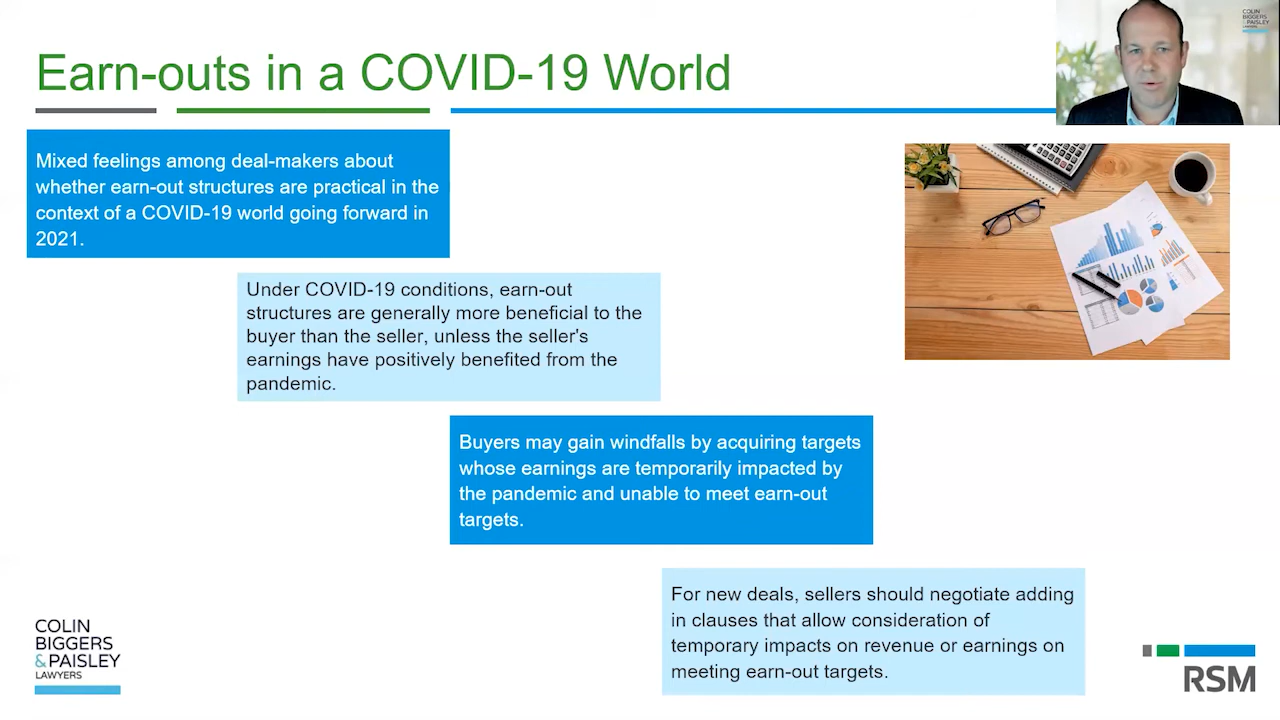 Earn-outs in a COVID-19 World
COLIN
BIGGERS
&PAISLEY
LAWYERS
Mixed feelings among deal-makers about
whether earn-out structures are practical in the
context of a COVID-19 world going forward in
2021.
Under COVID-19 conditions, earn-out
structures are generally more beneficial to the
buyer than the seller, unless the seller's
earnings have positively benefited from the
pandemic.
Buyers may gain windfalls by acquiring targets
whose earnings are temporarily impacted by
the pandemic and unable to meet earn-out
targets.
For new deals, sellers should negotiate adding
in clauses that allow consideration of
temporary impacts on revenue or earnings on
meeting earn-out targets.
COLIN
BIGGERS
&PAISLEY
LAWYERS
RSM